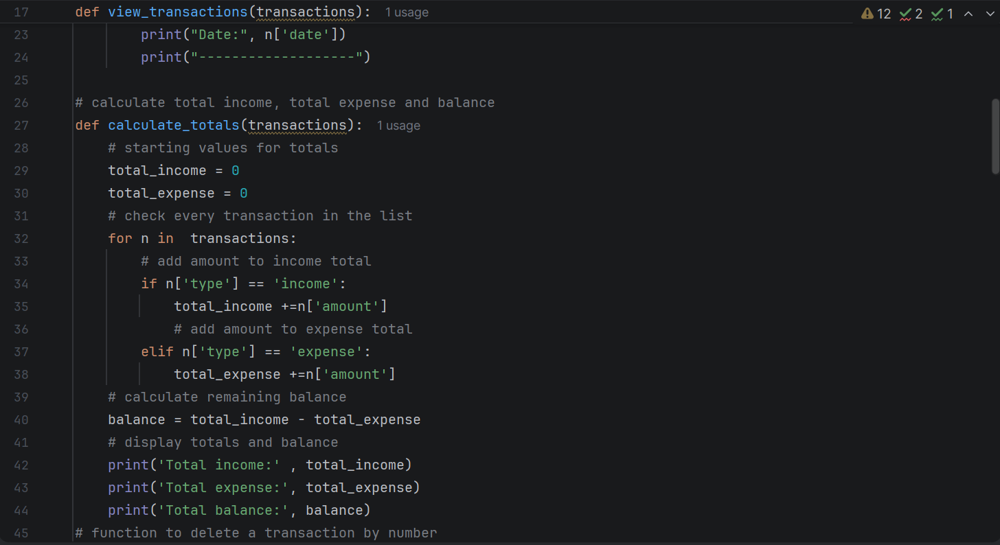 17 def view_transactions(transactions): 1 usage 12 2 1
23         print("Date:", n['date'])
24         print("-------------------")
25
26 # calculate total income, total expense and balance
27 def calculate_totals(transactions): 1 usage
28     # starting values for totals
29     total_income = 0
30     total_expense = 0
31     # check every transaction in the list
32     for n in  transactions:
33         # add amount to income total
34         if n['type'] == 'income':
35             total_income +=n['amount']
36             # add amount to expense total
37         elif n['type'] == 'expense':
38             total_expense +=n['amount']
39     # calculate remaining balance
40     balance = total_income - total_expense
41     # display totals and balance
42     print('Total income:' , total_income)
43     print('Total expense:', total_expense)
44     print('Total balance:', balance)
45 # function to delete a transaction by number